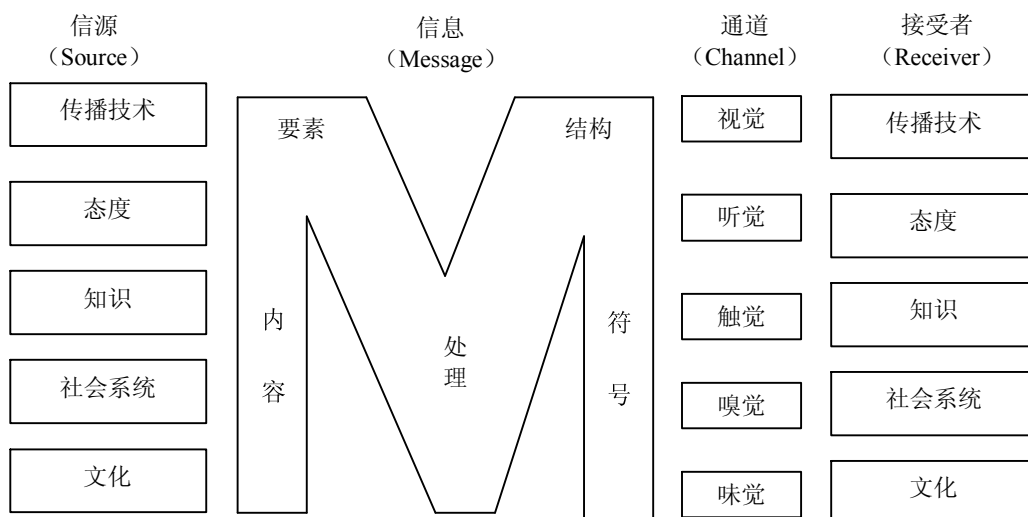 信源
（Source）
传播技术
态度
知识
社会系统
文化
信息
（Message）
要素
结构
内
容
处
理
符
号
通道
（Channel）
视觉
听觉
触觉
嗅觉
味觉
接受者
（Receiver）
传播技术
态度
知识
社会系统
文化